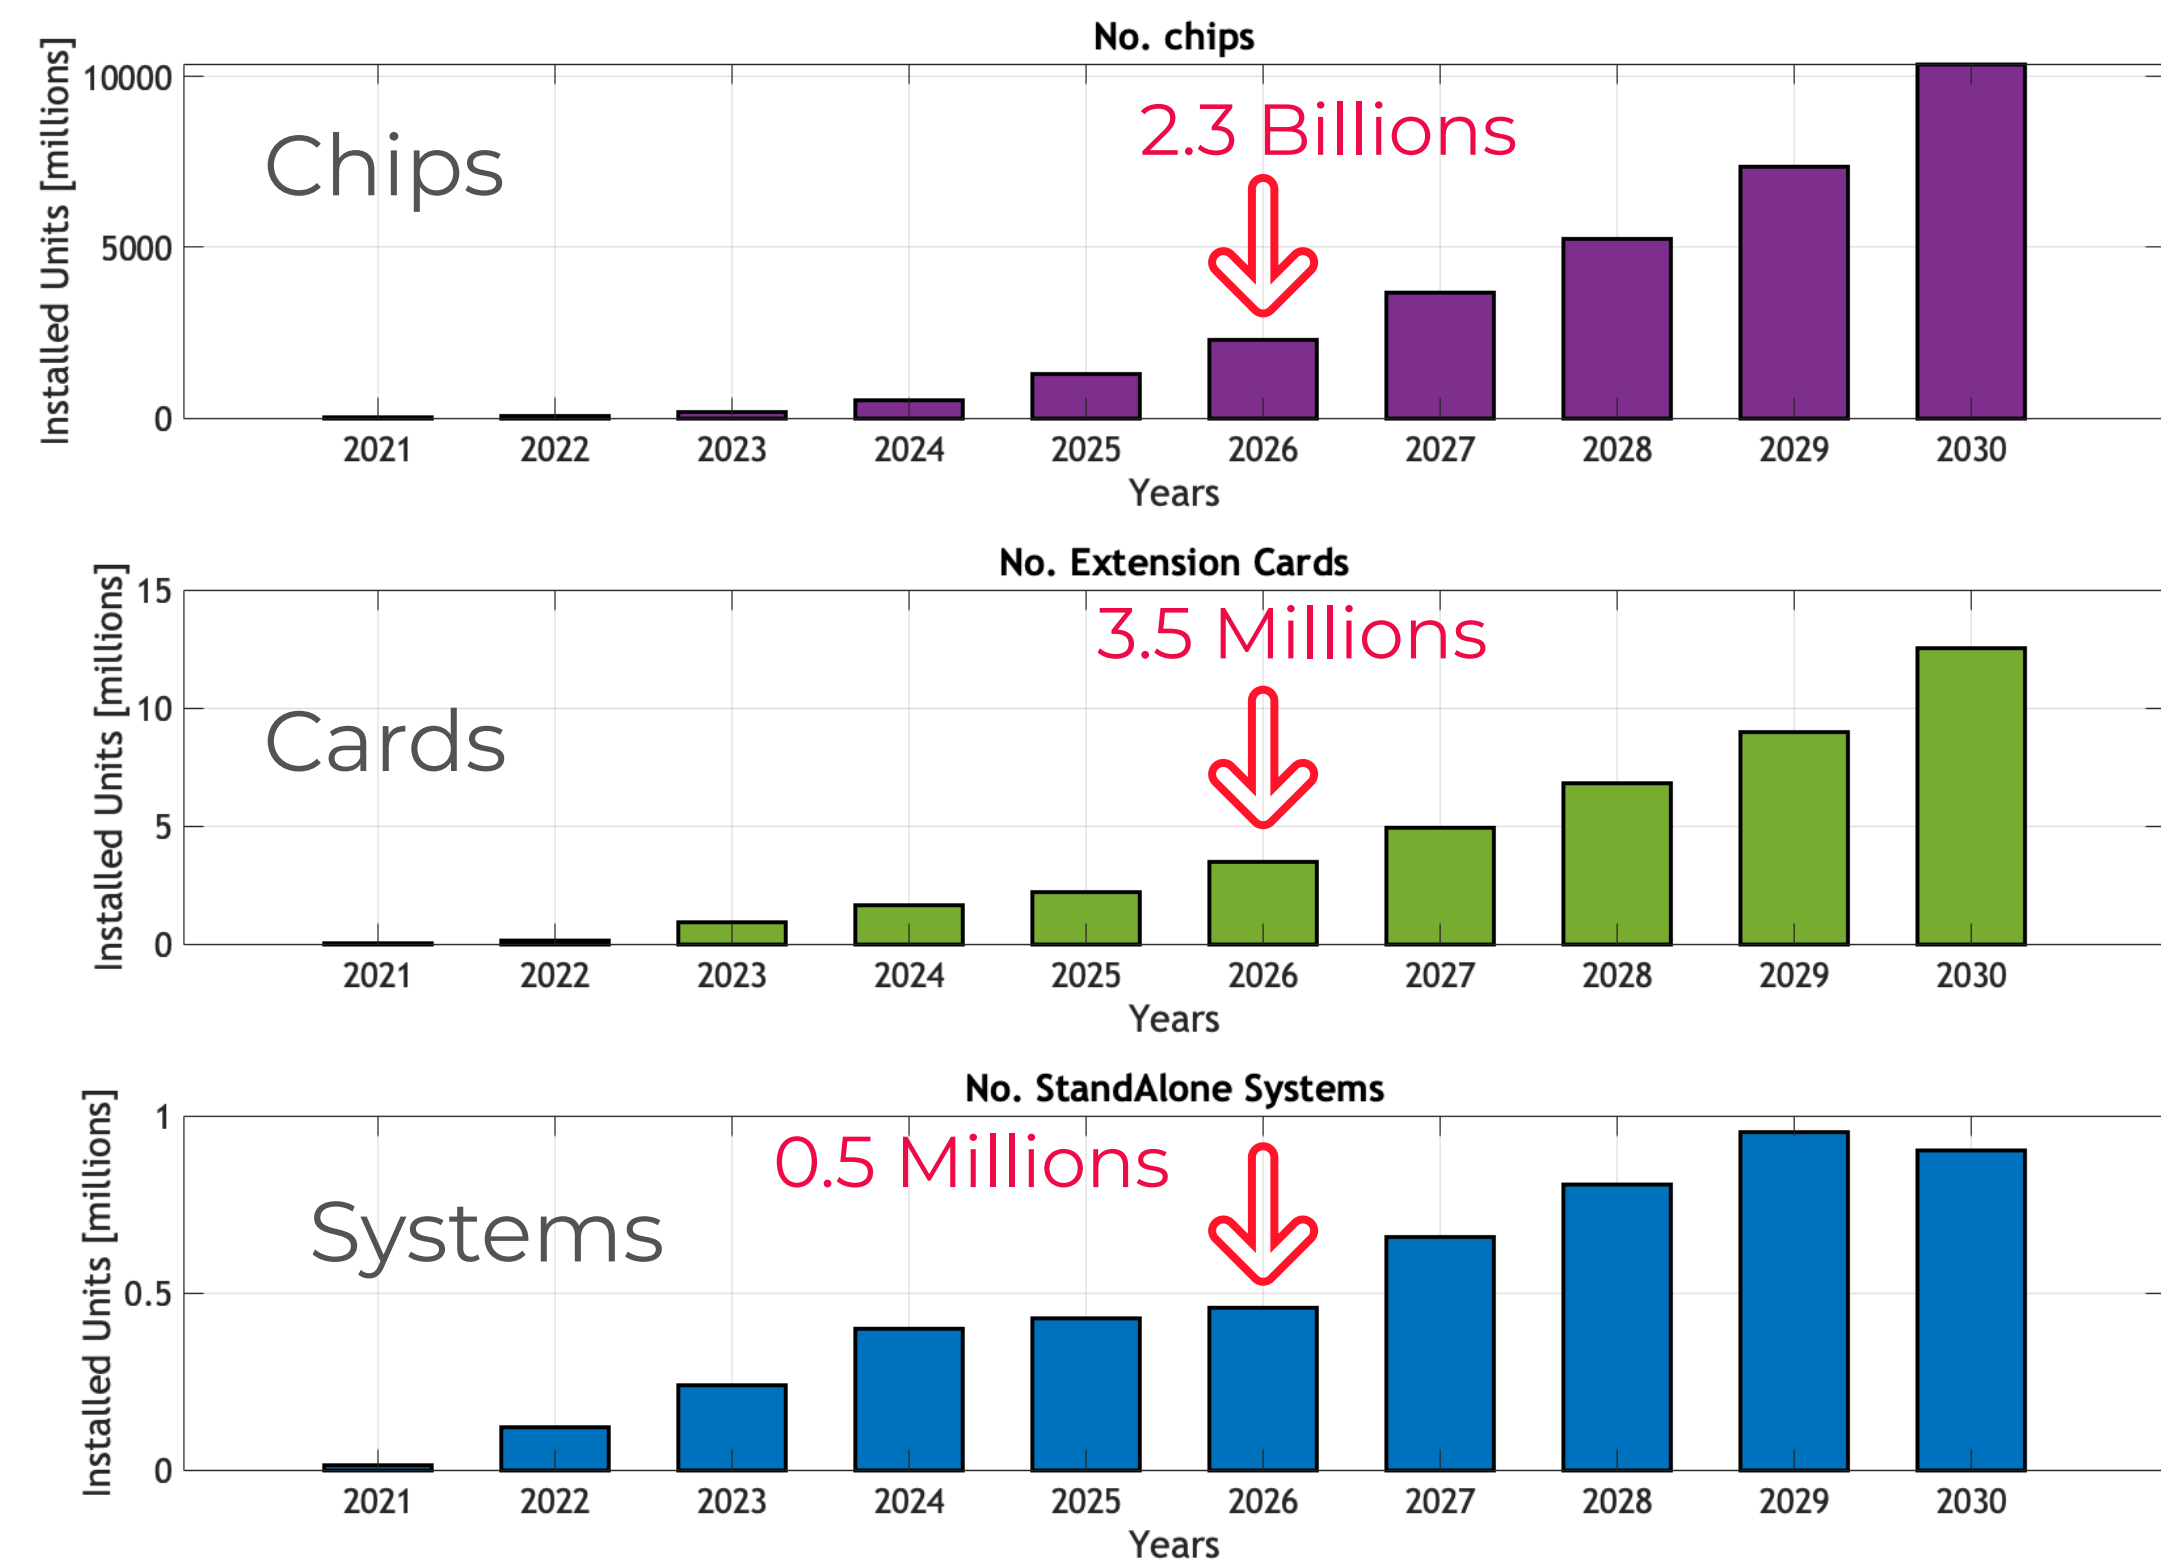 No. chips
Installed Units [millions]
10000
5000
0
Chips
2.3 Billions
2021 2022 2023 2024 2025 2026 2027 2028 2029 2030
Years
No. Extension Cards
Installed Units [millions]
15
10
5
0
3.5 Millions
Cards
2021 2022 2023 2024 2025 2026 2027 2028 2029 2030
Years
No. StandAlone Systems
Installed Units [millions]
1
0.5
0
0.5 Millions
Systems
2021 2022 2023 2024 2025 2026 2027 2028 2029 2030
Years